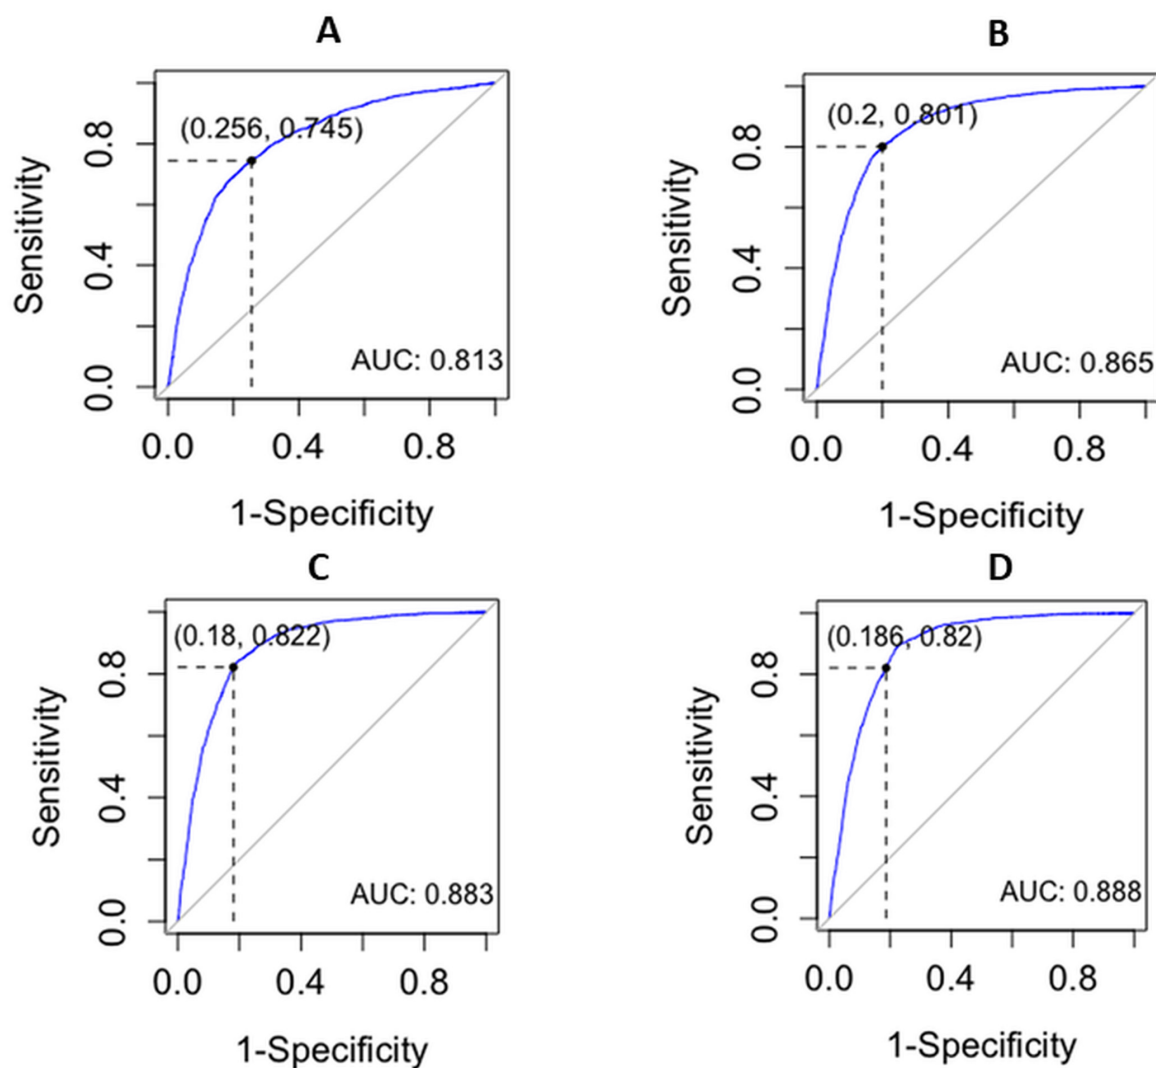 A
Sensitivity
0.0 0.4 0.8
(0.256, 0.745)
AUC: 0.813
0.0 0.4 0.8
1-Specificity
B
Sensitivity
0.0 0.4 0.8
(0.2, 0.801)
AUC: 0.865
0.0 0.4 0.8
1-Specificity
C
Sensitivity
0.0 0.4 0.8
(0.18, 0.822)
AUC: 0.883
0.0 0.4 0.8
1-Specificity
D
Sensitivity
0.0 0.4 0.8
(0.186, 0.82)
AUC: 0.888
0.0 0.4 0.8
1-Specificity